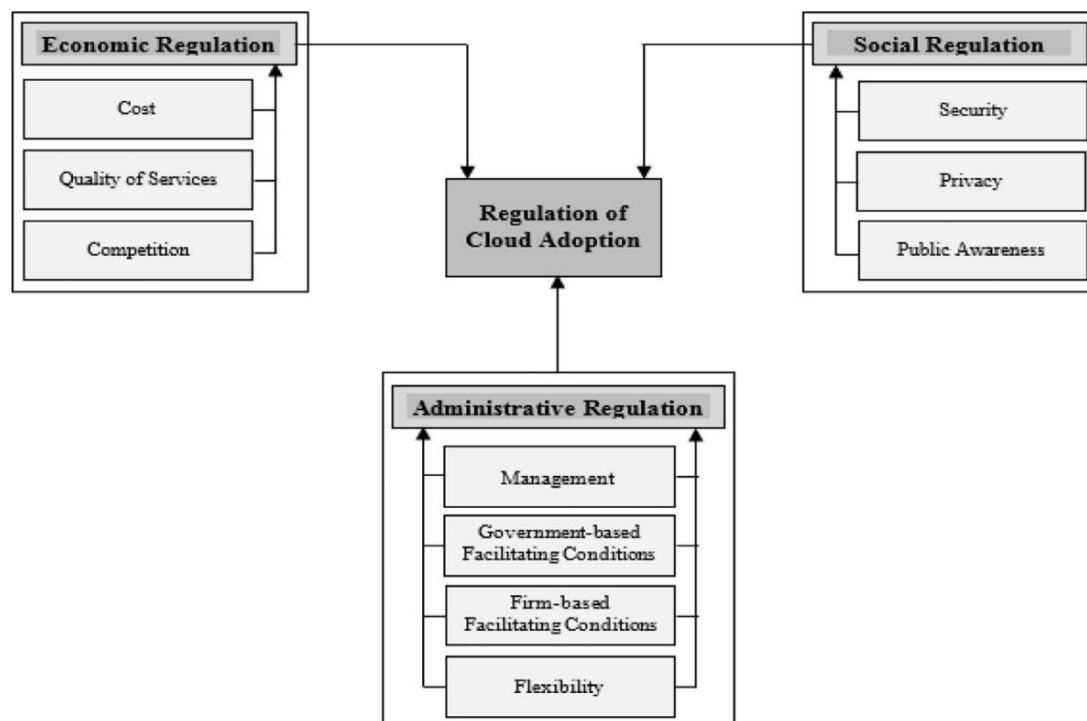 Economic Regulation
Cost
Quality of Services
Competition
Social Regulation
Security
Privacy
Public Awareness
Regulation of
Cloud Adoption
Administrative Regulation
Management
Government-based
Facilitating Conditions
Firm-based
Facilitating Conditions
Flexibility